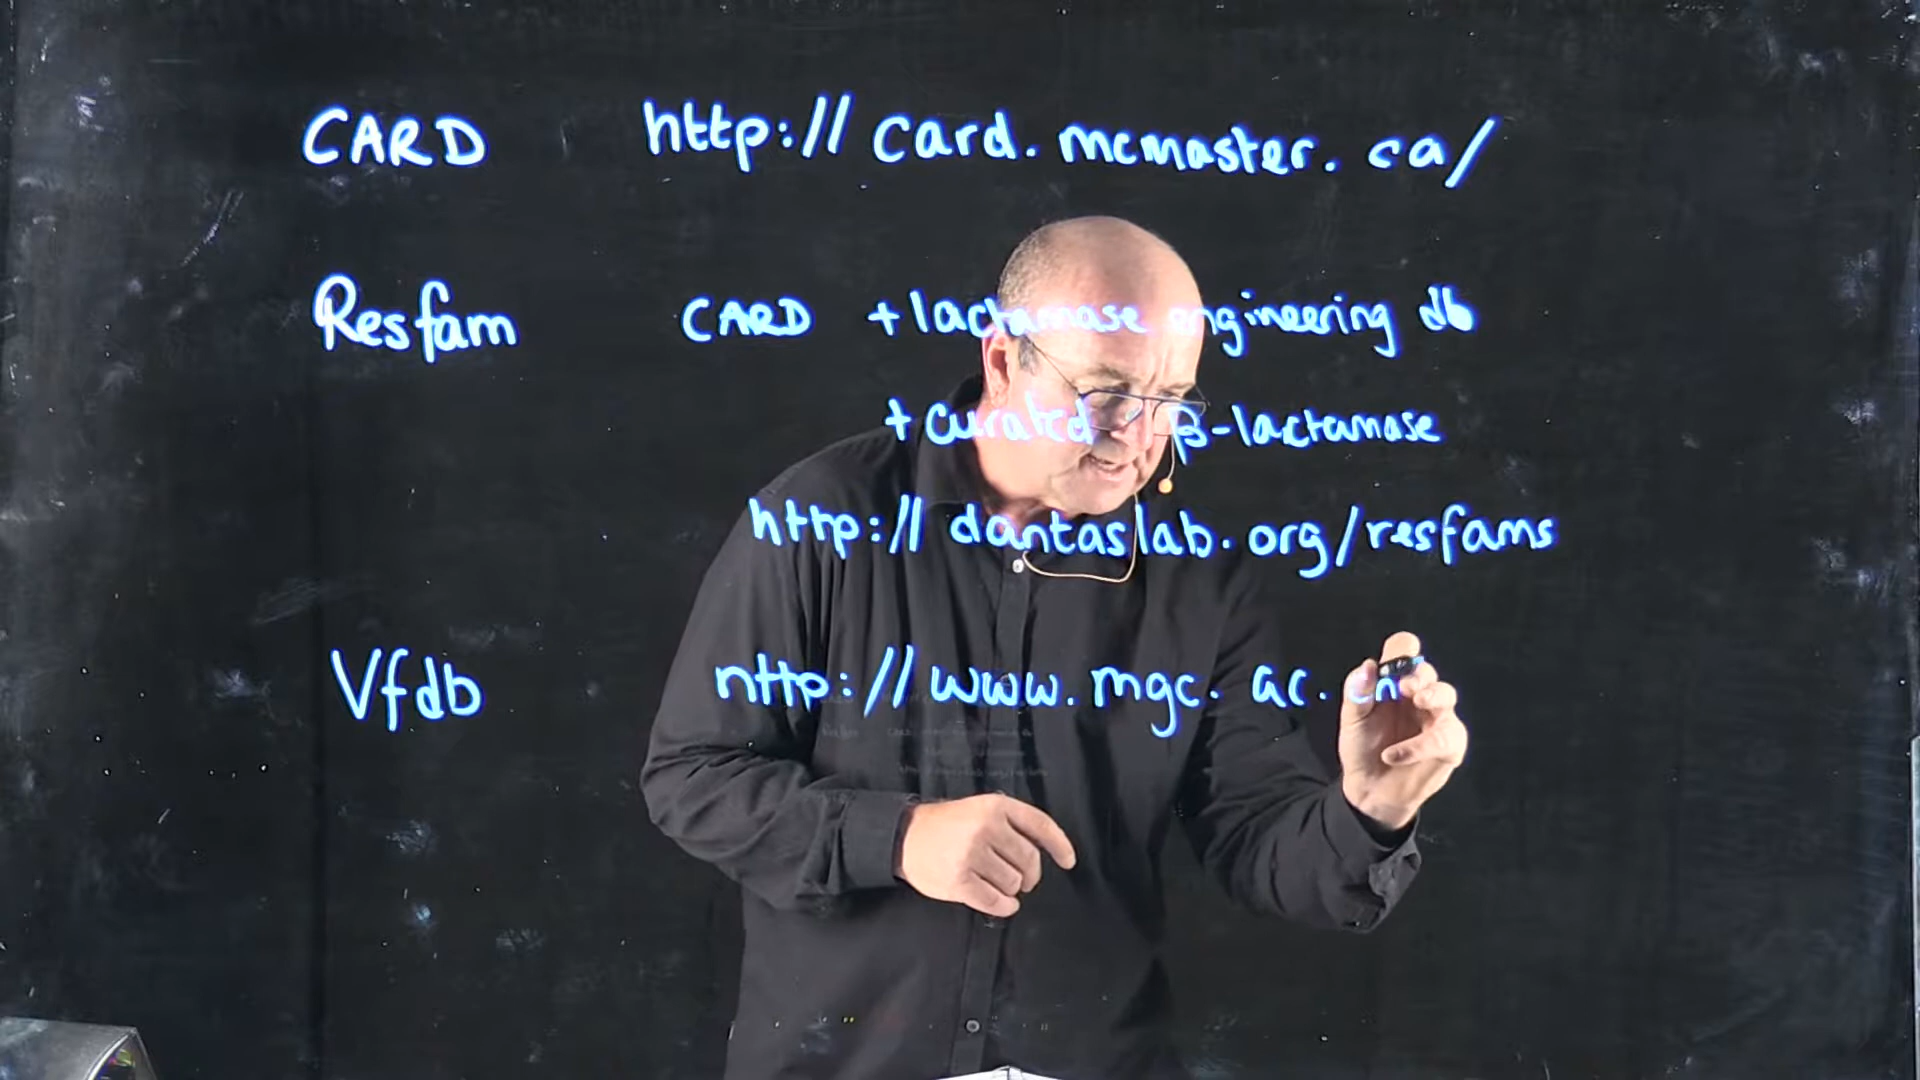 CARD http://card.mcmaster.ca/
Resfam CARD + lactamase engineering db
+ curated β-lactamase
http://dantaslab.org/resfams
Vfdb http://www.mgc.ac.cn